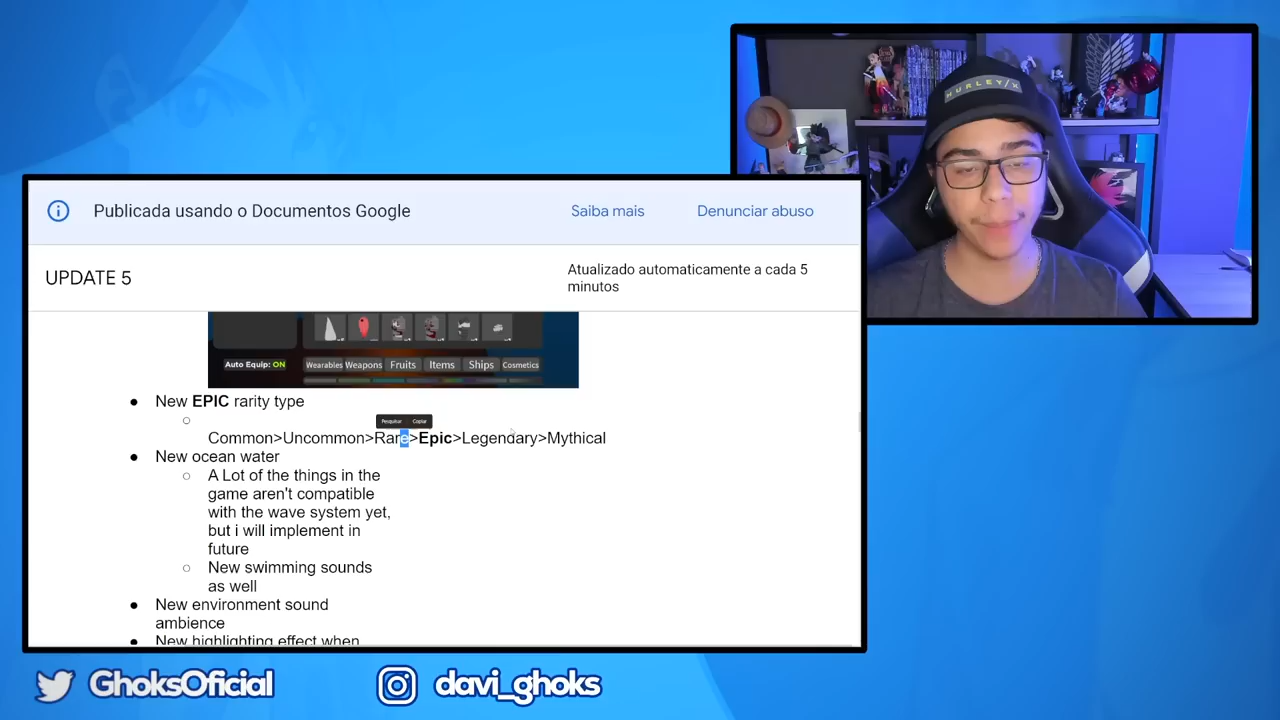 HURLEY/X
Publicada usando o Documentos Google
Saiba mais
Denunciar abuso
UPDATE 5
Atualizado automaticamente a cada 5
minutos
Auto Equip: ON
Wearables Weapons Fruits Items Ships Cosmetics
● New EPIC rarity type
Pesquisar Copiar
○
Common>Uncommon>Rare>Epic>Legendary>Mythical
● New ocean water
○ A Lot of the things in the
game aren't compatible
with the wave system yet,
but i will implement in
future
○ New swimming sounds
as well
● New environment sound
ambience
● New highlighting effect when
GhoksOficial
davi_ghoks